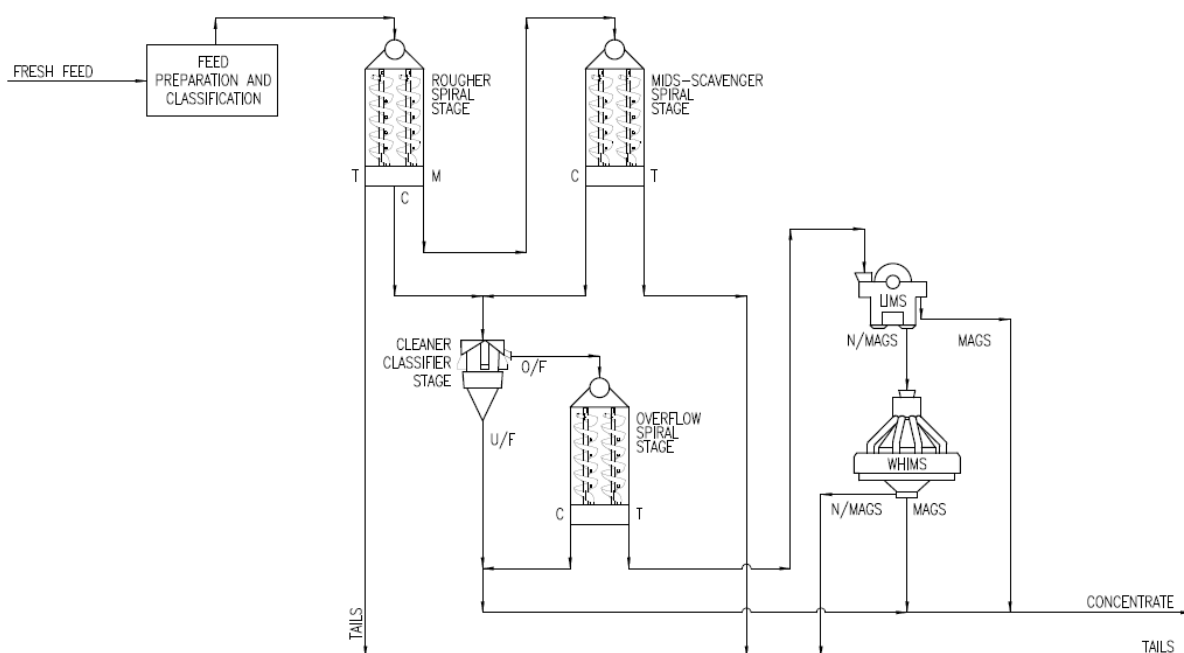 FRESH FEED
FEED
PREPARATION AND
CLASSIFICATION
ROUGHER
SPIRAL
STAGE
MIDS-SCAVENGER
SPIRAL
STAGE
T
M
C
C
T
LIMS
N/MAGS
MAGS
CLEANER
CLASSIFIER
STAGE
O/F
U/F
OVERFLOW
SPIRAL
STAGE
C
T
WHIMS
N/MAGS
MAGS
TAILS
CONCENTRATE
TAILS